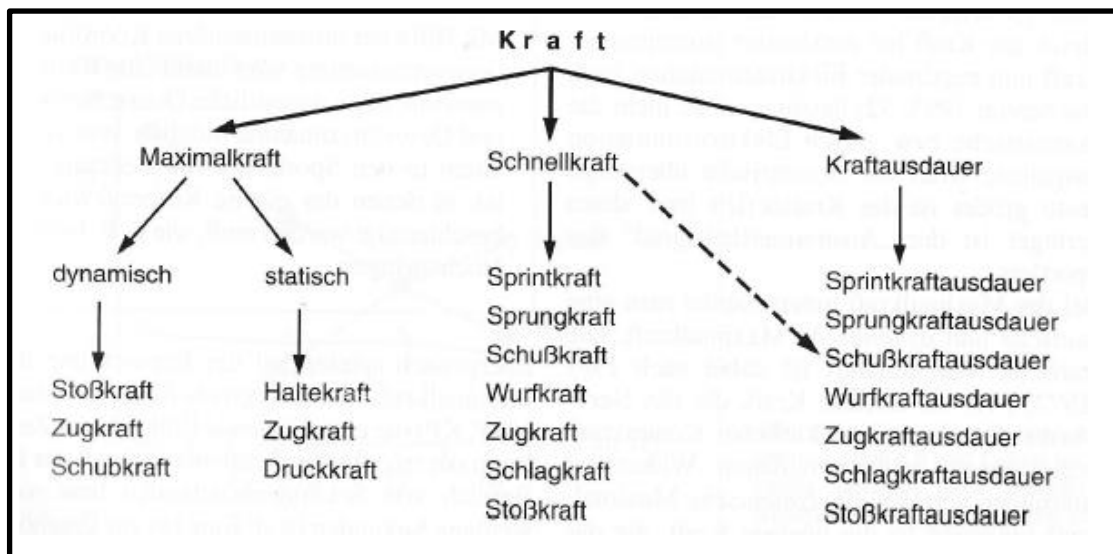 Kraft
Maximalkraft
Schnellkraft
Kraftausdauer
dynamisch
statisch
Stoßkraft
Zugkraft
Schubkraft
Haltekraft
Zugkraft
Druckkraft
Sprintkraft
Sprungkraft
Schußkraft
Wurfkraft
Zugkraft
Schlagkraft
Stoßkraft
Sprintkraftausdauer
Sprungkraftausdauer
Schußkraftausdauer
Wurfkraftausdauer
Zugkraftausdauer
Schlagkraftausdauer
Stoßkraftausdauer